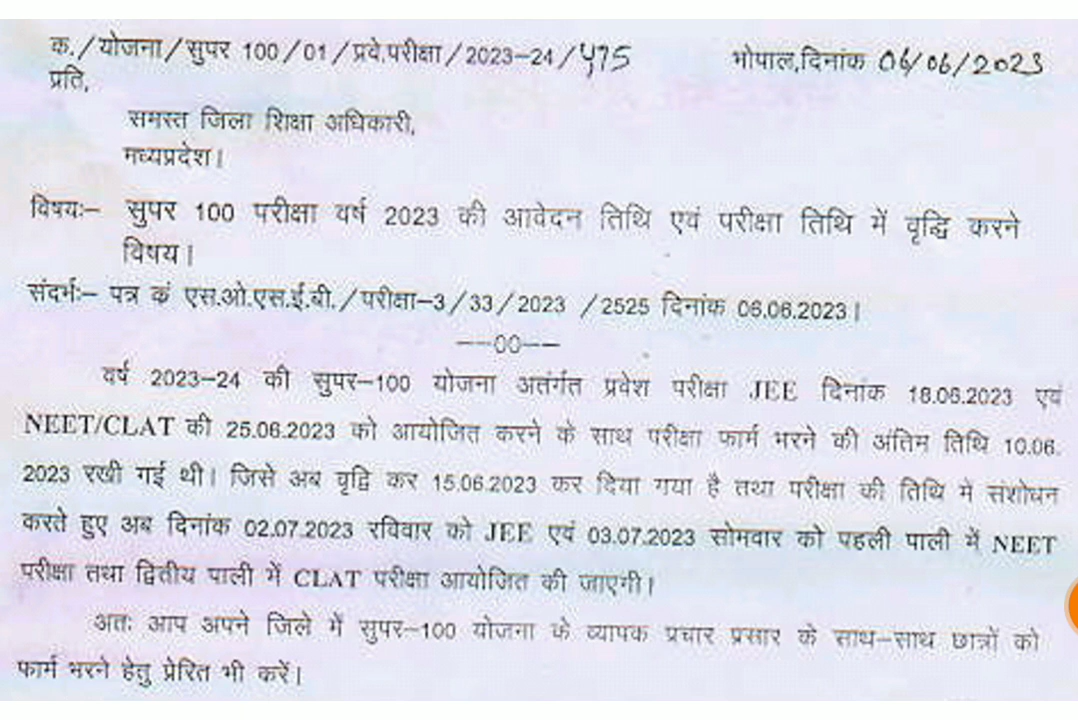 क./योजना/सुपर 100/01/प्रवे.परीक्षा/2023-24/475 भोपाल,दिनांक 06/06/2023
प्रति,
समस्त जिला शिक्षा अधिकारी,
मध्यप्रदेश।
विषयः– सुपर 100 परीक्षा वर्ष 2023 की आवेदन तिथि एवं परीक्षा तिथि में वृद्धि करने
विषय।
संदर्भः– पत्र कं एस.ओ.एस.ई.बी./परीक्षा–3/33/2023 /2525 दिनांक 06.06.2023।
––00––
वर्ष 2023–24 की सुपर–100 योजना अतंर्गत प्रवेश परीक्षा JEE दिनांक 18.06.2023 एवं
NEET/CLAT की 25.06.2023 को आयोजित करने के साथ परीक्षा फार्म भरने की अंतिम तिथि 10.06.
2023 रखी गई थी। जिसे अब वृद्वि कर 15.06.2023 कर दिया गया है तथा परीक्षा की तिथि में संशोधन
करते हुए अब दिनांक 02.07.2023 रविवार को JEE एवं 03.07.2023 सोमवार को पहली पाली में NEET
परीक्षा तथा द्वितीय पाली में CLAT परीक्षा आयोजित की जाएगी।
अतः आप अपने जिले में सुपर–100 योजना के व्यापक प्रचार प्रसार के साथ–साथ छात्रों को
फार्म भरने हेतु प्रेरित भी करें।